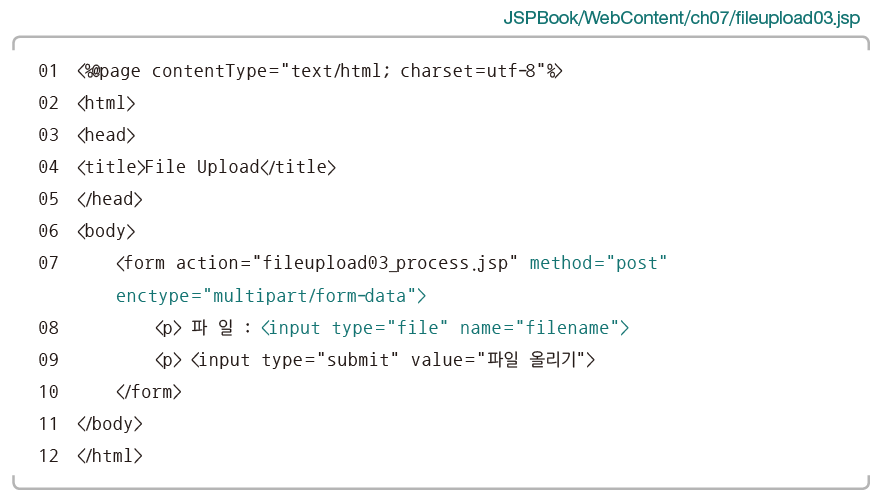 JSPBook/WebContent/ch07/fileupload03.jsp
01 <%@page contentType="text/html; charset=utf-8"%>
02 <html>
03 <head>
04 <title>File Upload</title>
05 </head>
06 <body>
07 <form action="fileupload03_process.jsp" method="post"
enctype="multipart/form-data">
08 <p> 파 일 : <input type="file" name="filename">
09 <p> <input type="submit" value="파일 올리기">
10 </form>
11 </body>
12 </html>